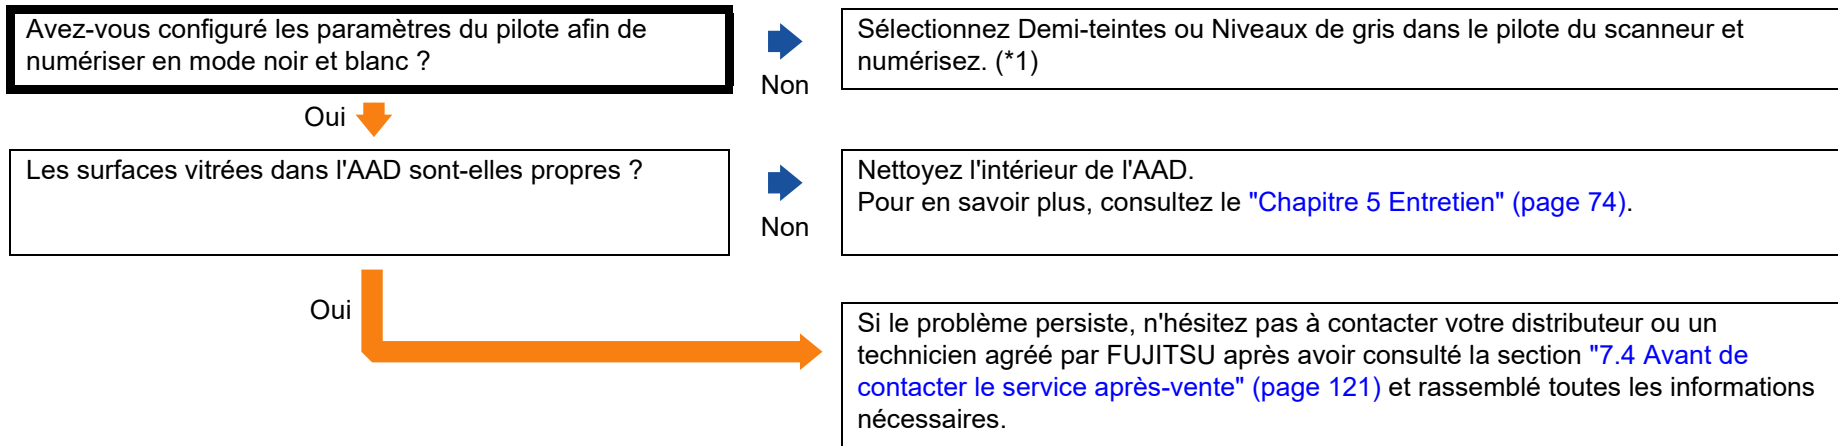 Avez-vous configuré les paramètres du pilote afin de
numériser en mode noir et blanc ?
Non
Sélectionnez Demi-teintes ou Niveaux de gris dans le pilote du scanneur et
numérisez. (*1)
Oui
Les surfaces vitrées dans l'AAD sont-elles propres ?
Non
Nettoyez l'intérieur de l'AAD.
Pour en savoir plus, consultez le "Chapitre 5 Entretien" (page 74).
Oui
Si le problème persiste, n'hésitez pas à contacter votre distributeur ou un
technicien agréé par FUJITSU après avoir consulté la section "7.4 Avant de
contacter le service après-vente" (page 121) et rassemblé toutes les informations
nécessaires.